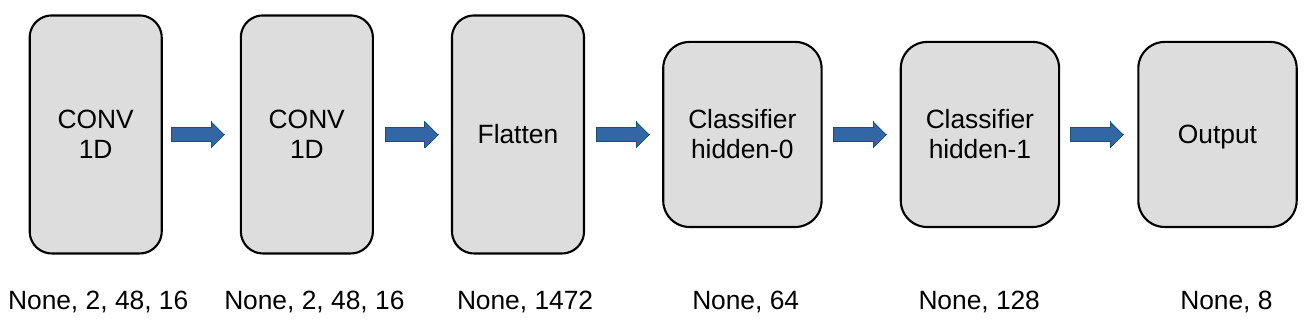 CONV
1D
CONV
1D
Flatten
Classifier
hidden-0
Classifier
hidden-1
Output
None, 2, 48, 16
None, 2, 48, 16
None, 1472
None, 64
None, 128
None, 8